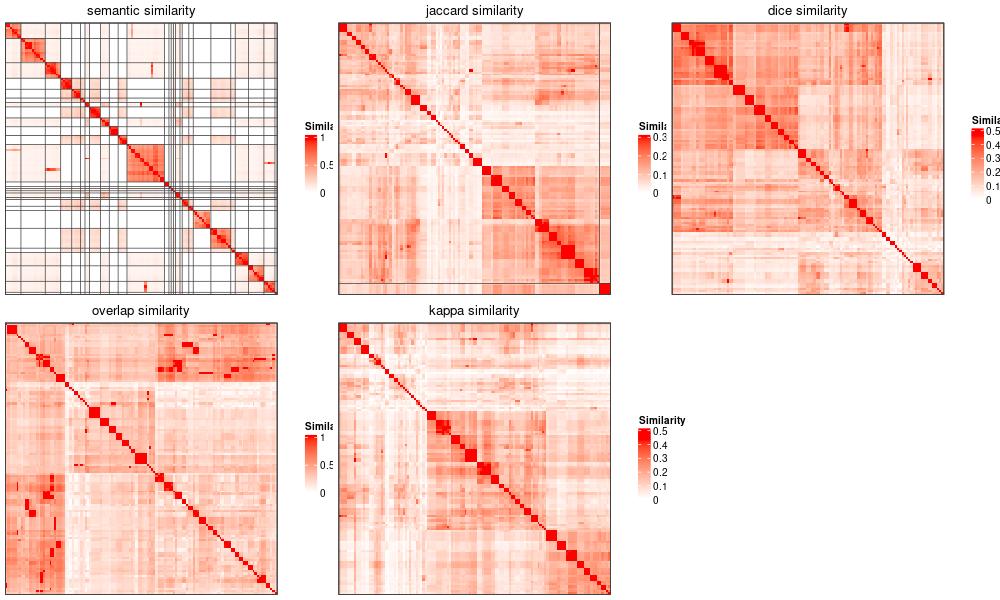 semantic similarity
Simila
1
0.5
0
jaccard similarity
Simila
0.3
0.2
0.1
0
dice similarity
Simila
0.5
0.4
0.3
0.2
0.1
0
overlap similarity
Simila
1
0.5
0
kappa similarity
Similarity
0.5
0.4
0.3
0.2
0.1
0